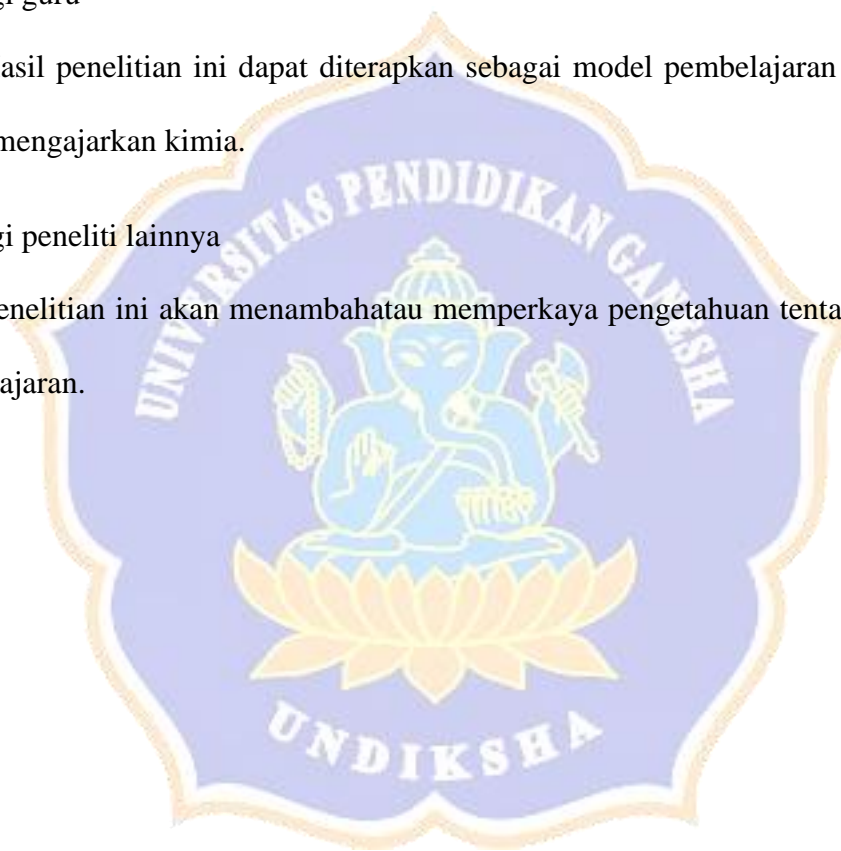 gi guru
asil penelitian ini dapat diterapkan sebagai model pembelajaran
mengajarkan kimia.
gi peneliti lainnya
enelitian ini akan menambahatau memperkaya pengetahuan tenta
ajaran.
UNIVERSITAS PENDIDIKAN GANESHA
UNDIKSHA